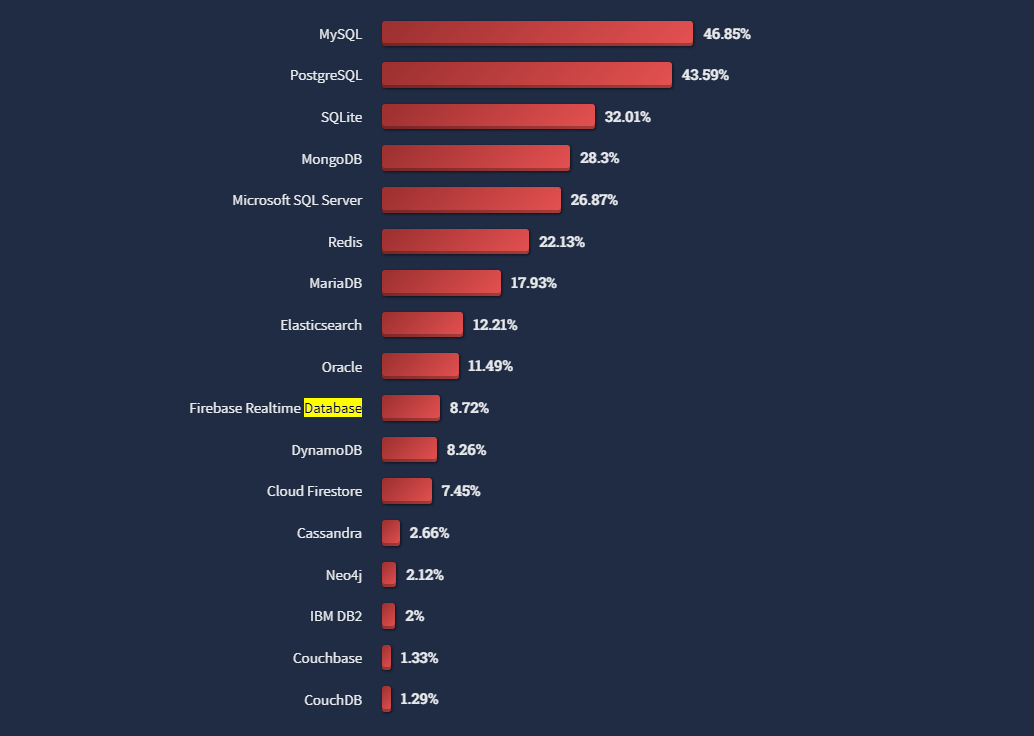 MySQL 46.85%
PostgreSQL 43.59%
SQLite 32.01%
MongoDB 28.3%
Microsoft SQL Server 26.87%
Redis 22.13%
MariaDB 17.93%
Elasticsearch 12.21%
Oracle 11.49%
Firebase Realtime Database 8.72%
DynamoDB 8.26%
Cloud Firestore 7.45%
Cassandra 2.66%
Neo4j 2.12%
IBM DB2 2%
Couchbase 1.33%
CouchDB 1.29%